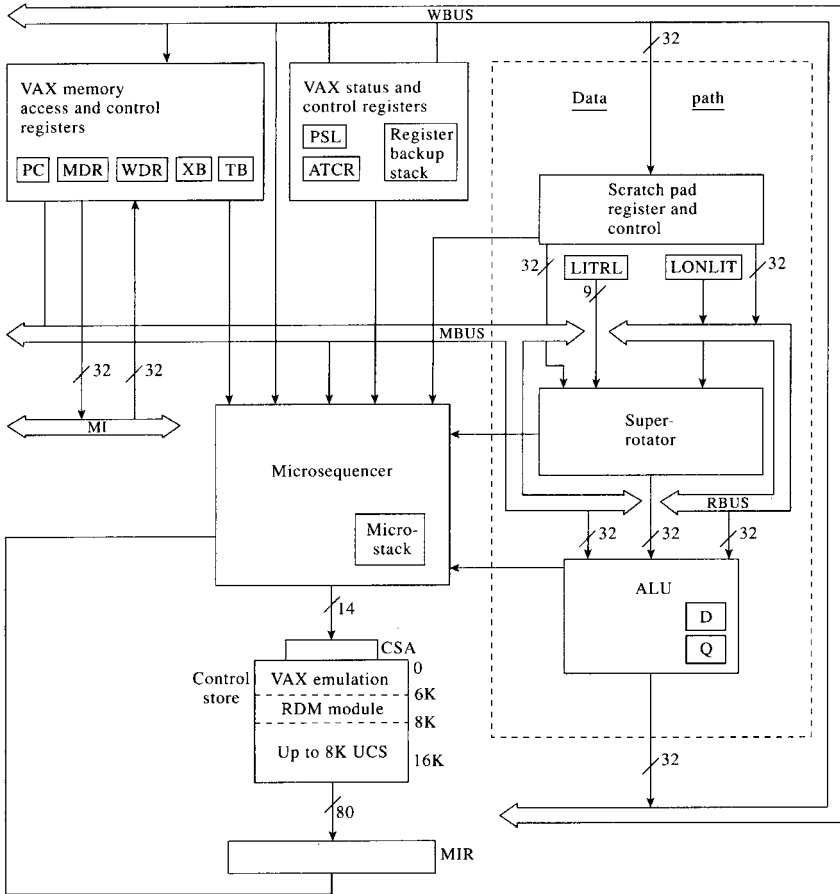 WBUS
32
VAX memory
access and control
registers
PC MDR WDR XB TB
VAX status and
control registers
PSL
ATCR
Register
backup
stack
Data path
Scratch pad
register and
control
32
LITRL
LONLIT
32
9
MBUS
32
32
MI
Super-
rotator
Microsequencer
Micro-
stack
RBUS
32
32
32
ALU
D
Q
14
CSA
Control
store
0
VAX emulation
6K
RDM module
8K
Up to 8K UCS
16K
32
80
MIR